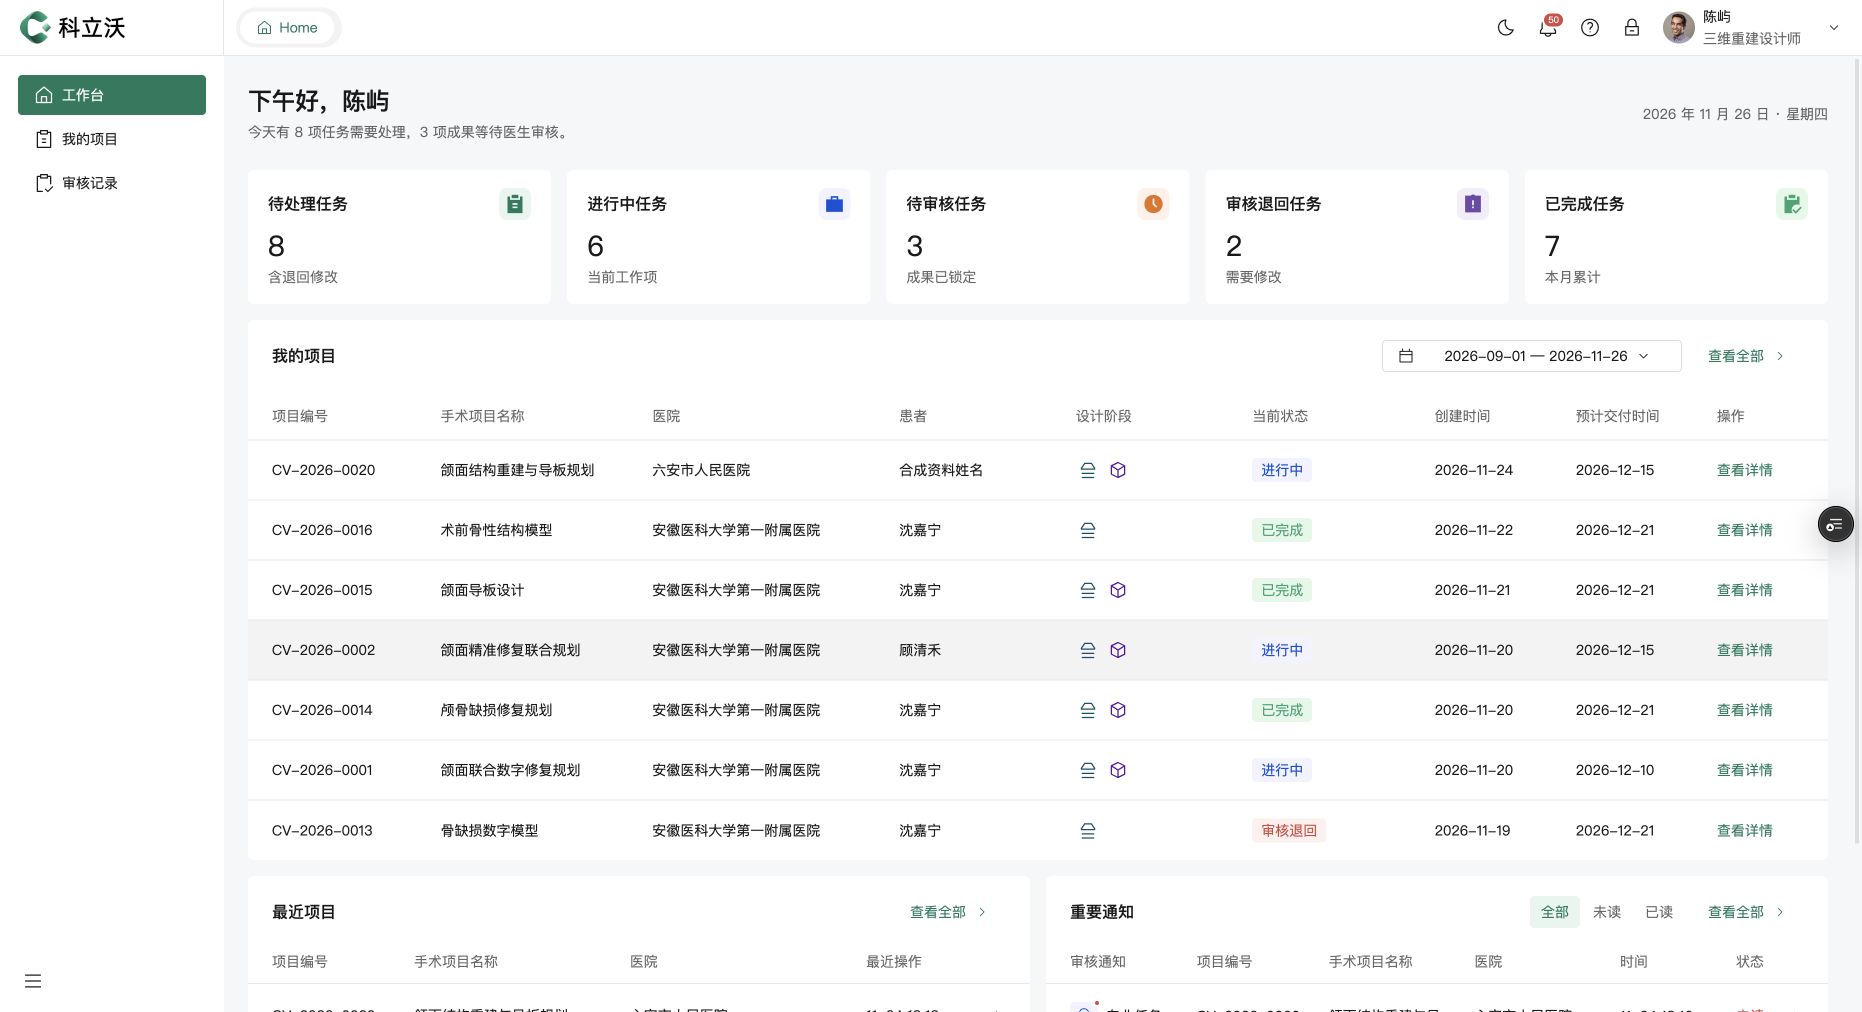 科立沃
Home
50
陈屿
三维重建设计师
工作台
我的项目
审核记录
下午好，陈屿
今天有 8 项任务需要处理，3 项成果等待医生审核。
2026 年 11 月 26 日 · 星期四
待处理任务
8
含退回修改
进行中任务
6
当前工作项
待审核任务
3
成果已锁定
审核退回任务
2
需要修改
已完成任务
7
本月累计
我的项目
2026-09-01 — 2026-11-26
查看全部
项目编号 手术项目名称 医院 患者 设计阶段 当前状态 创建时间 预计交付时间 操作
CV-2026-0020 颌面结构重建与导板规划 六安市人民医院 合成资料姓名 进行中 2026-11-24 2026-12-15 查看详情
CV-2026-0016 术前骨性结构模型 安徽医科大学第一附属医院 沈嘉宁 已完成 2026-11-22 2026-12-21 查看详情
CV-2026-0015 颌面导板设计 安徽医科大学第一附属医院 沈嘉宁 已完成 2026-11-21 2026-12-21 查看详情
CV-2026-0002 颌面精准修复联合规划 安徽医科大学第一附属医院 顾清禾 进行中 2026-11-20 2026-12-15 查看详情
CV-2026-0014 颅骨缺损修复规划 安徽医科大学第一附属医院 沈嘉宁 已完成 2026-11-20 2026-12-21 查看详情
CV-2026-0001 颌面联合数字修复规划 安徽医科大学第一附属医院 沈嘉宁 进行中 2026-11-20 2026-12-10 查看详情
CV-2026-0013 骨缺损数字模型 安徽医科大学第一附属医院 沈嘉宁 审核退回 2026-11-19 2026-12-21 查看详情
最近项目
查看全部
项目编号 手术项目名称 医院 最近操作
重要通知
全部 未读 已读
查看全部
审核通知 项目编号 手术项目名称 医院 时间 状态